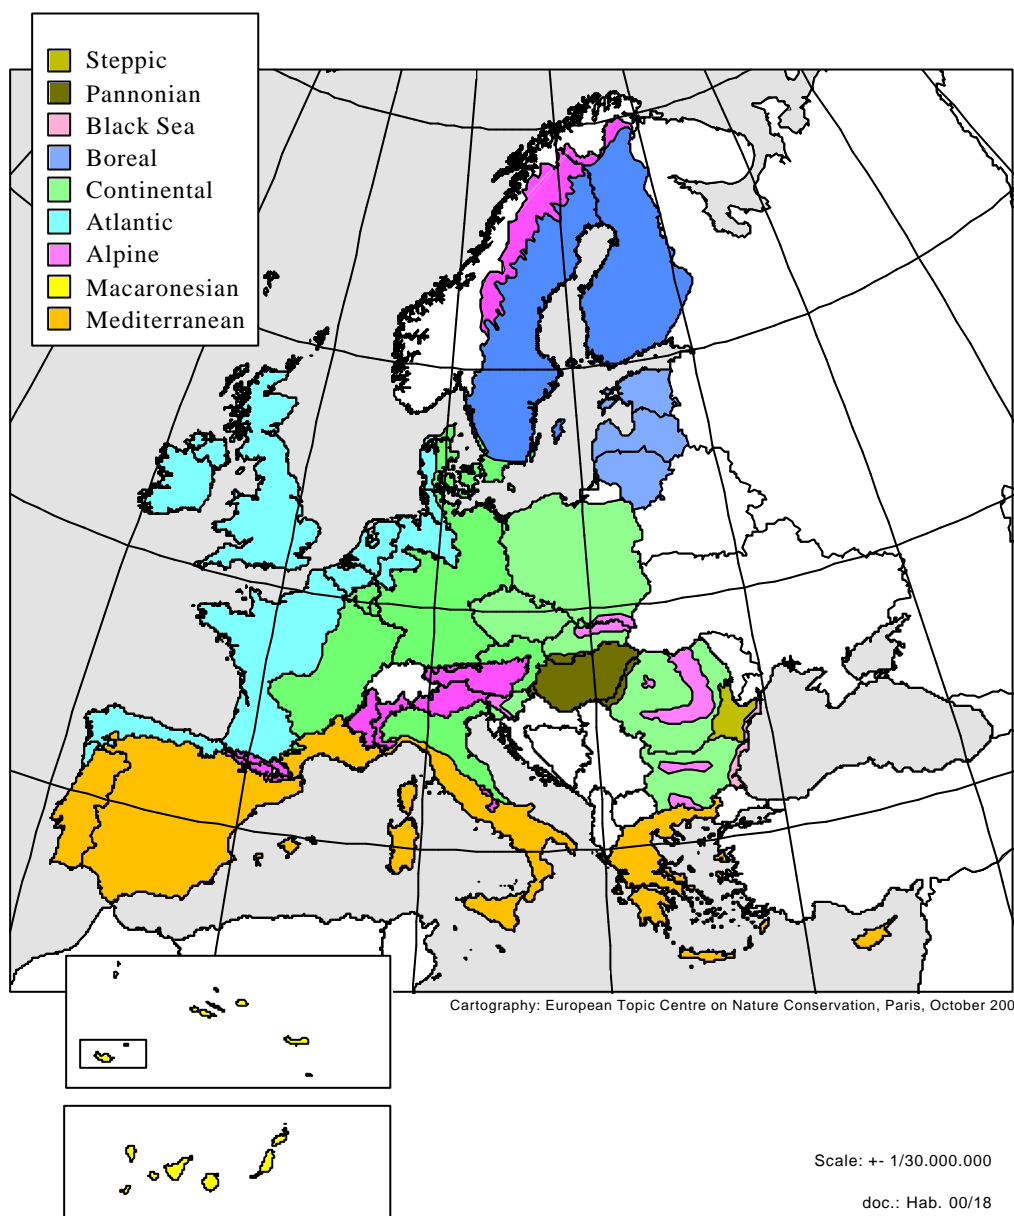 Steppic
Pannonian
Black Sea
Boreal
Continental
Atlantic
Alpine
Macaronesian
Mediterranean
Cartography: European Topic Centre on Nature Conservation, Paris, October 200
Scale: +- 1/30.000.000
doc.: Hab. 00/18